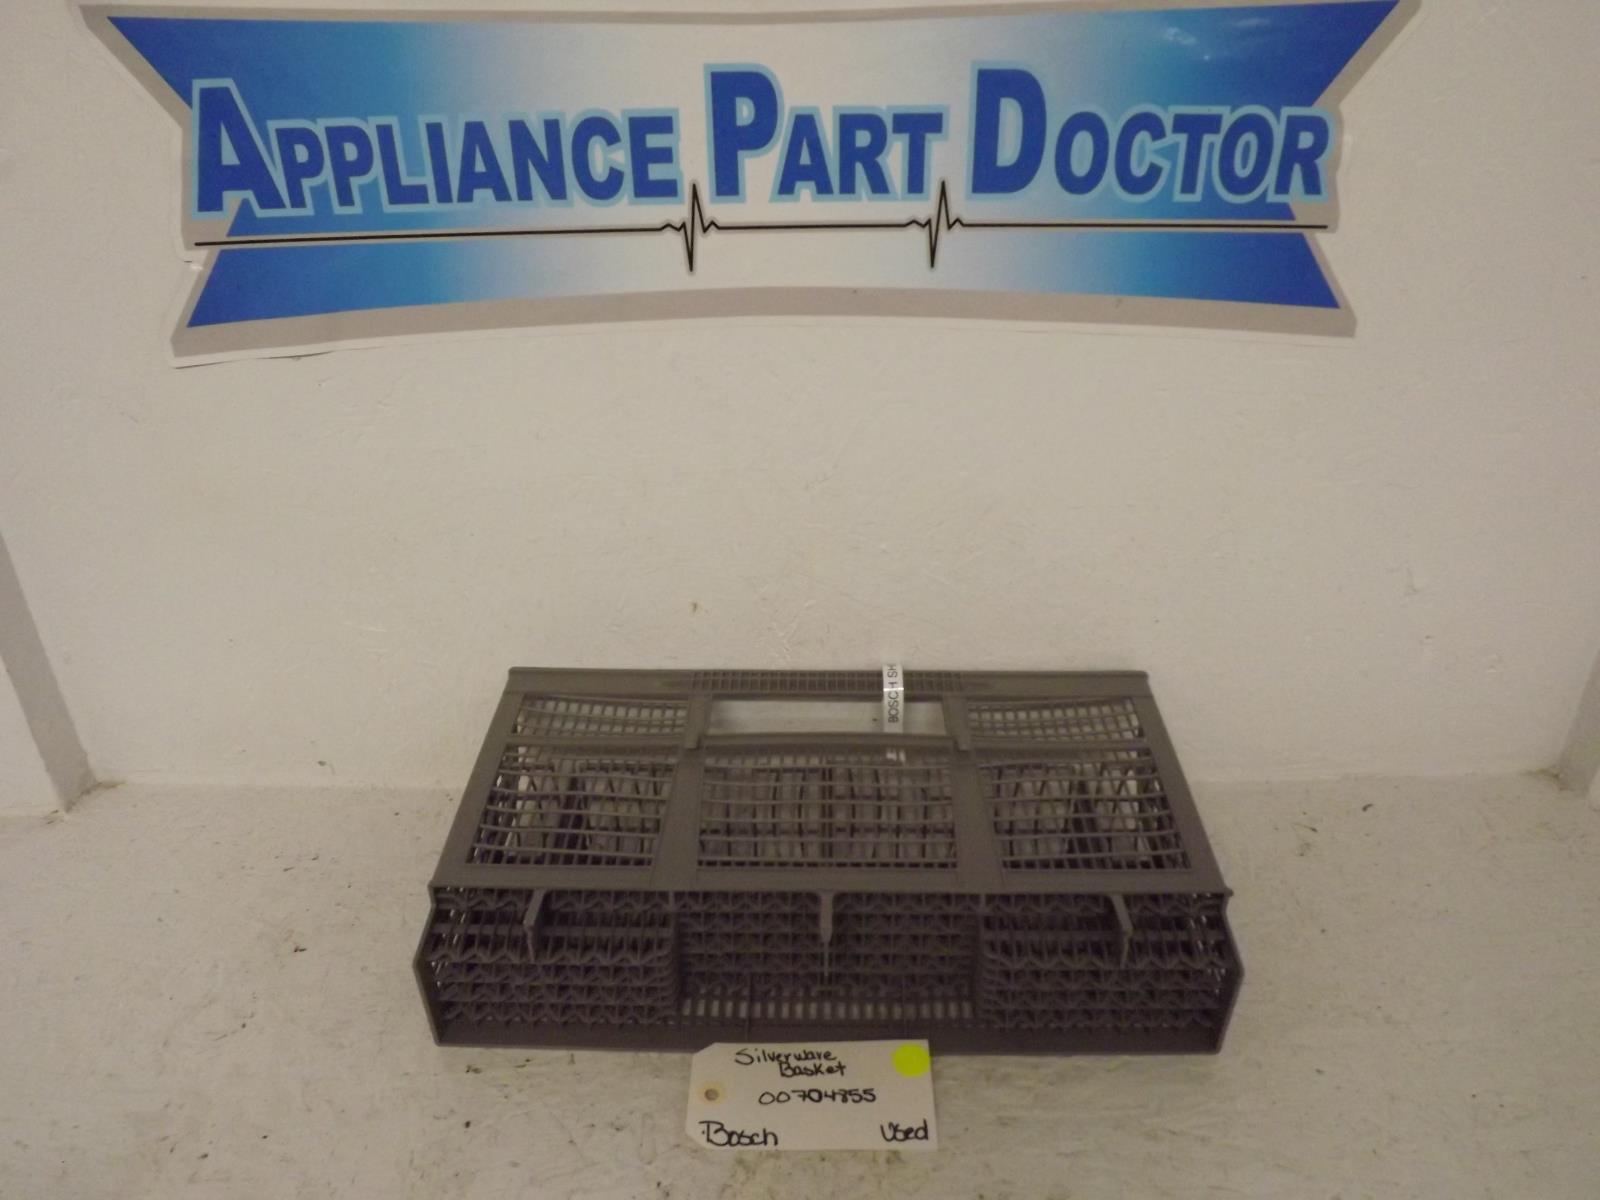 APPLIANCE PART DOCTOR
BOSCH SH
Silverware
Basket
00704855
Bosch Used